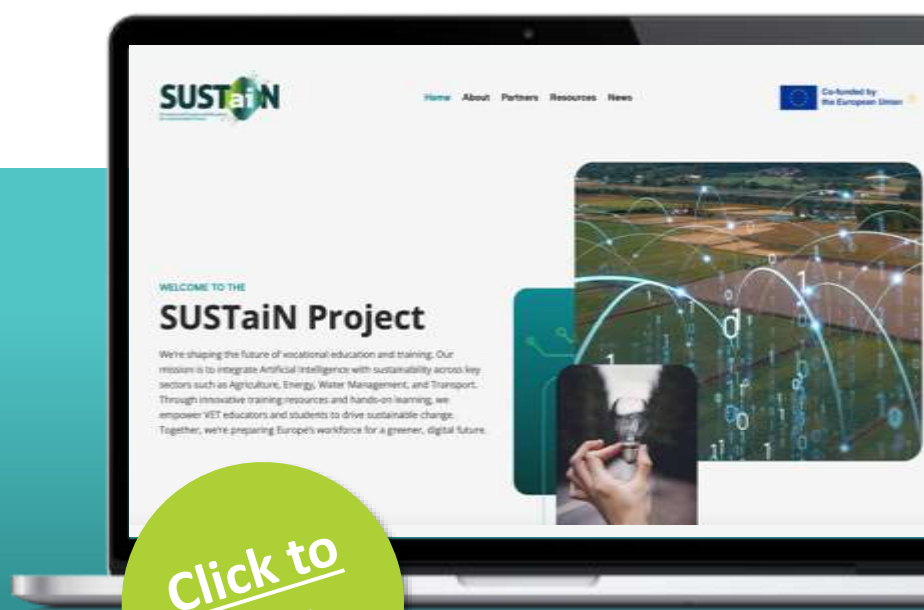 SUSTaiN
Home About Partners Resources News
Co-funded by
the European Union
WELCOME TO THE
SUSTaiN Project
We're shaping the future of vocational education and training. Our
mission is to integrate Artificial Intelligence with sustainability across key
sectors such as Agriculture, Energy, Water Management, and Transport.
Through innovative training resources and hands-on learning, we
empower VET educators and students to drive sustainable change.
Together, we're preparing Europe's workforce for a greener, digital future.
Click to